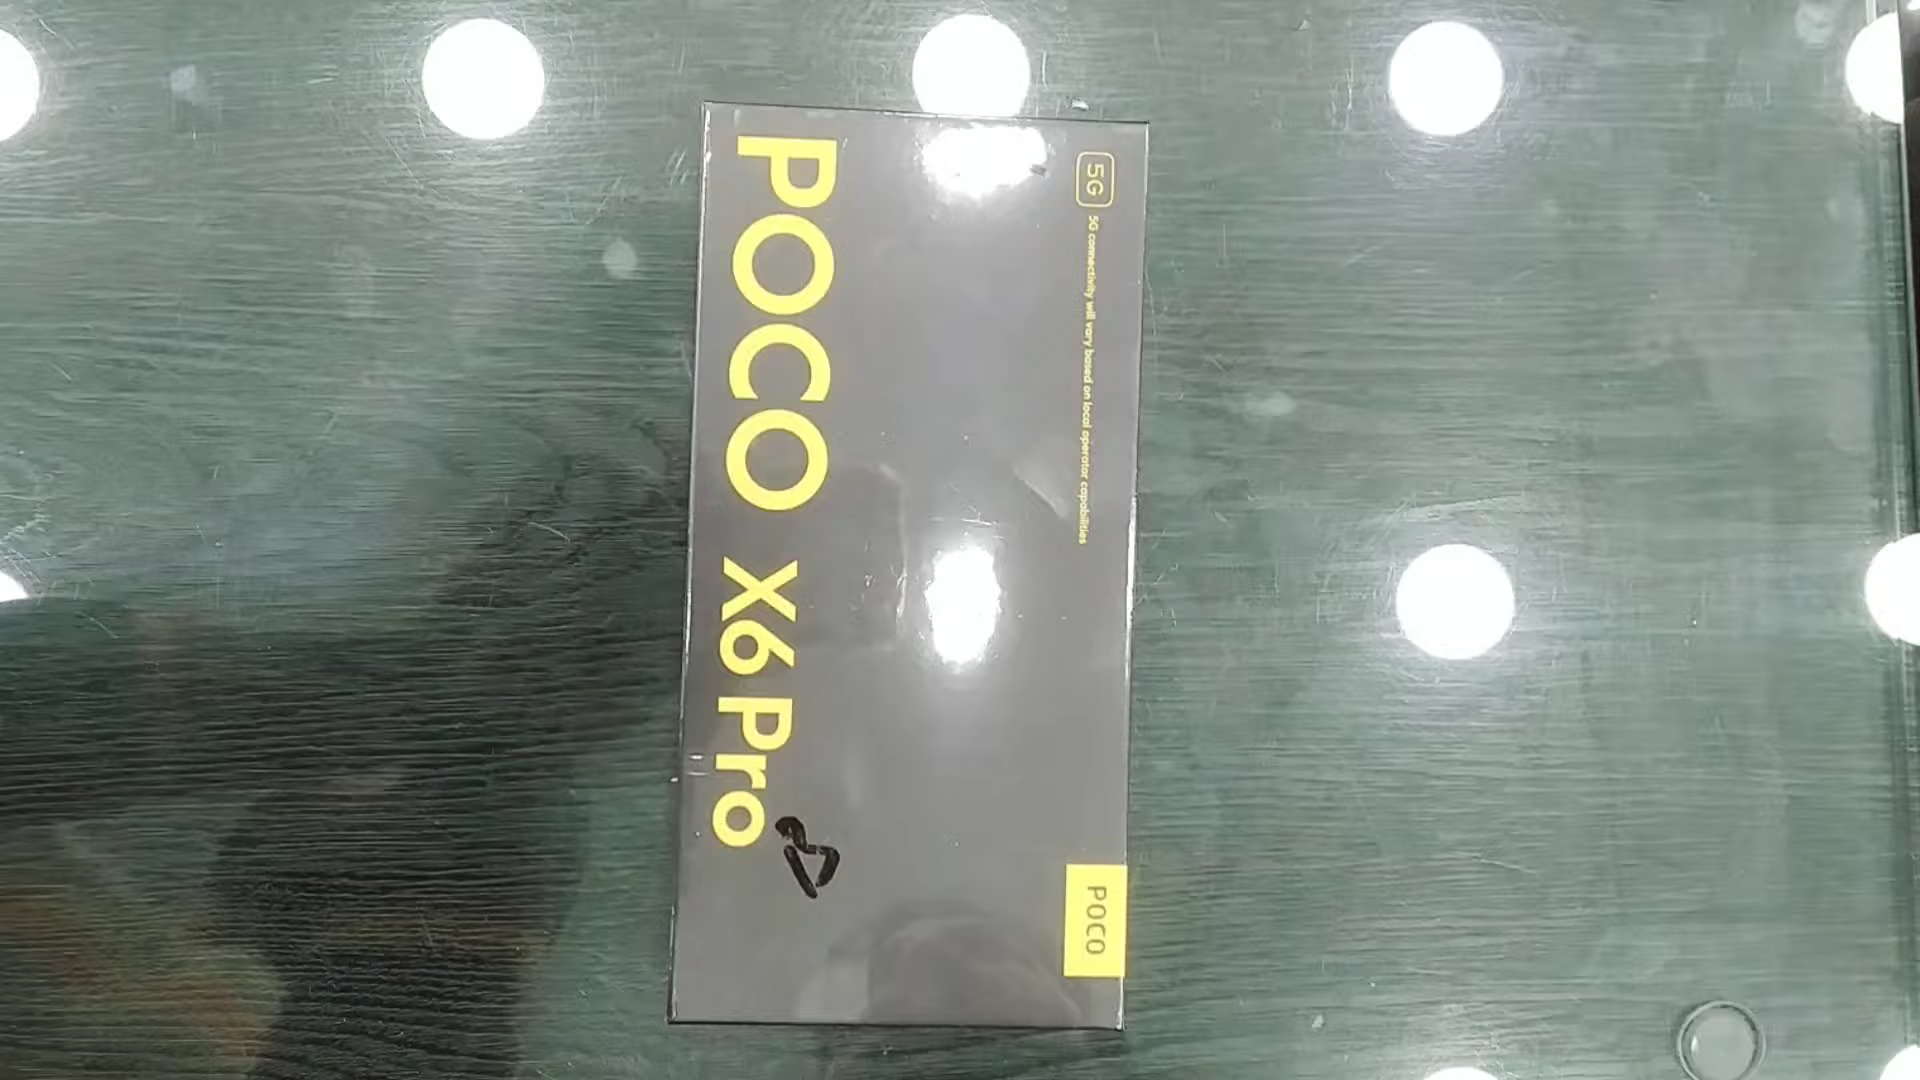 5G 5G connectivity will vary based on local operator capabilities
POCO
POCO X6 Pro